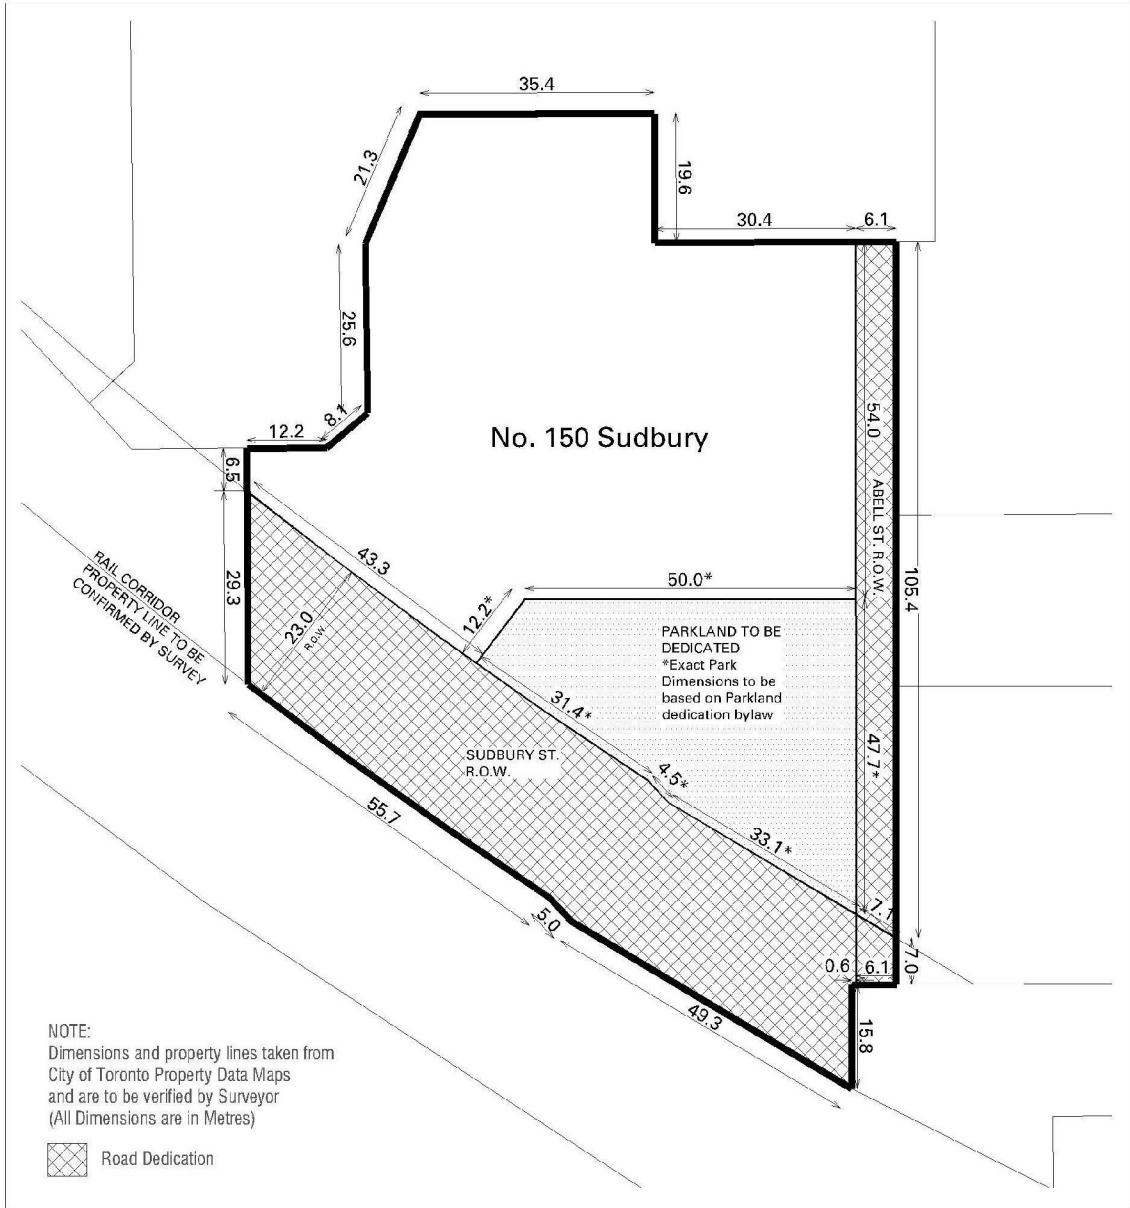 35.4
21.3
19.6
30.4
6.1
25.6
8.1
12.2
6.5
No. 150 Sudbury
54.0
ABELL ST. R.O.W.
105.4
43.3
29.3
RAIL CORRIDOR
PROPERTY LINE TO BE
CONFIRMED BY SURVEY
23.0
R.O.W.
12.2*
50.0*
PARKLAND TO BE
DEDICATED
*Exact Park
Dimensions to be
based on Parkland
dedication bylaw
31.4*
SUDBURY ST.
R.O.W.
4.5*
47.7*
33.1*
55.7
5.0
7.1
0.6
6.1
7.0
49.3
15.8
NOTE:
Dimensions and property lines taken from
City of Toronto Property Data Maps
and are to be verified by Surveyor
(All Dimensions are in Metres)
Road Dedication